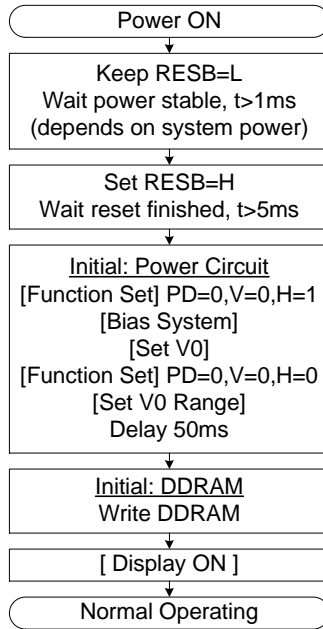 Power ON
Keep RESB=L
Wait power stable, t>1ms
(depends on system power)
Set RESB=H
Wait reset finished, t>5ms
Initial: Power Circuit
[Function Set] PD=0,V=0,H=1
[Bias System]
[Set V0]
[Function Set] PD=0,V=0,H=0
[Set V0 Range]
Delay 50ms
Initial: DDRAM
Write DDRAM
[ Display ON ]
Normal Operating